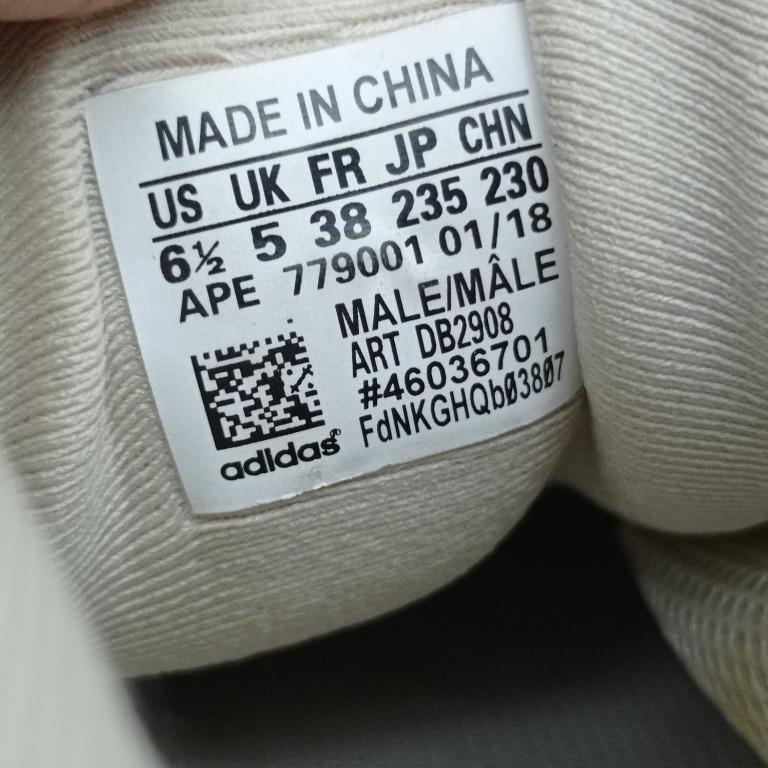 MADE IN CHINA
US UK FR JP CHN
6½ 5 38 235 230
APE 779001 01/18
MALE/MÂLE
ART DB2908
#46036701
FdNKGHQbØ38Ø7
adidas®